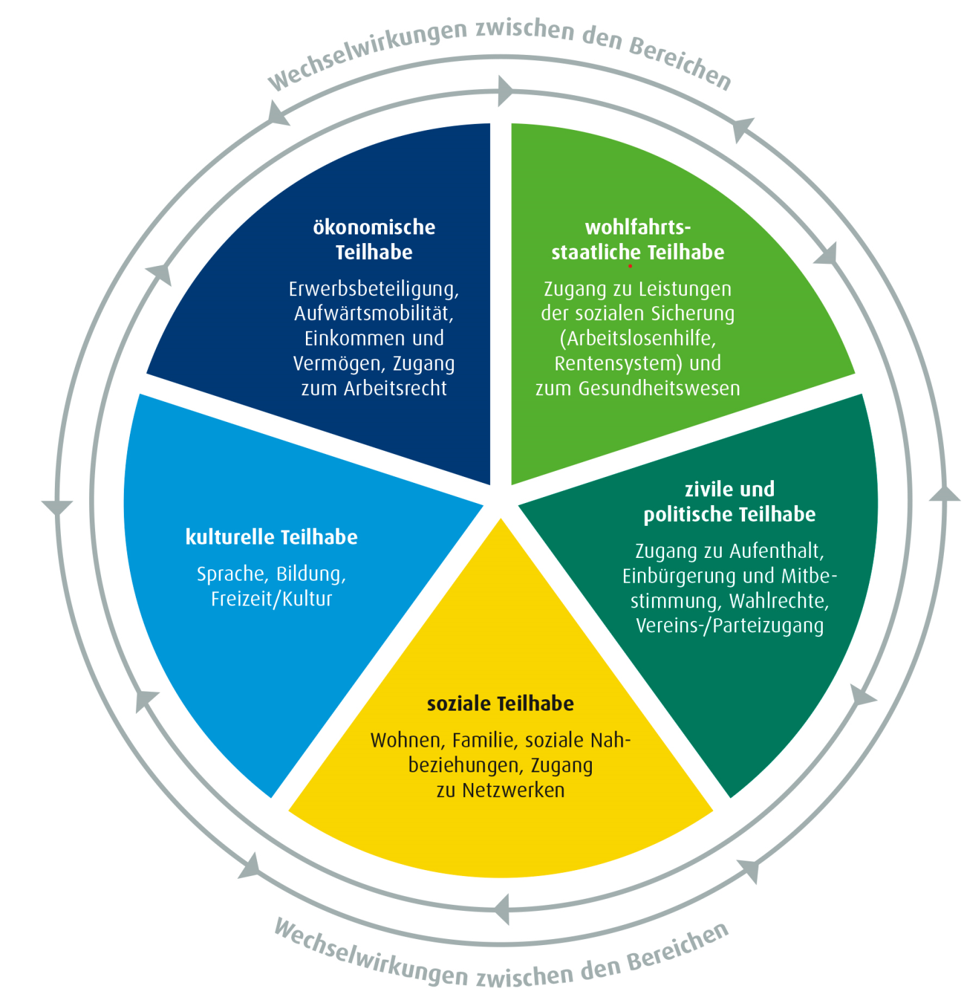 Wechselwirkungen zwischen den Bereichen
ökonomische
Teilhabe
Erwerbsbeteiligung,
Aufwärtsmobilität,
Einkommen und
Vermögen, Zugang
zum Arbeitsrecht
wohlfahrts-
staatliche Teilhabe
Zugang zu Leistungen
der sozialen Sicherung
(Arbeitslosenhilfe,
Rentensystem) und
zum Gesundheitswesen
zivile und
politische Teilhabe
Zugang zu Aufenthalt,
Einbürgerung und Mitbe-
stimmung, Wahlrechte,
Vereins-/Parteizugang
kulturelle Teilhabe
Sprache, Bildung,
Freizeit/Kultur
soziale Teilhabe
Wohnen, Familie, soziale Nah-
beziehungen, Zugang
zu Netzwerken
Wechselwirkungen zwischen den Bereichen